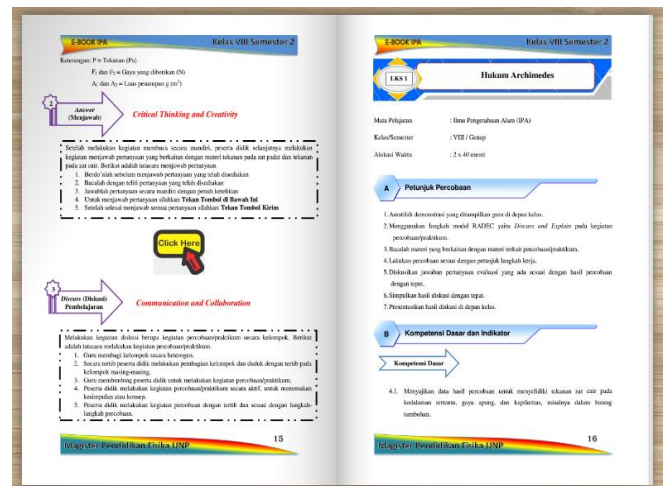 E-BOOK IPA
Kelas VIII Semester 2
Keterangan: P = Tekanan (Pa)
F₁ dan F₂ = Gaya yang diberikan (N)
A₁ dan A₂ = Luas penampan g (m²)
2
Answer
(Menjawab)
Critical Thinking and Creativity
Setelah melakukan kegiatan membaca secara mandiri, peserta didik selanjutnya melakukan
kegiatan menjawab pertanyaan yang berkaitan dengan materi tekanan pada zat padat dan tekanan
pada zat cair. Berikut adalah tatacara menjawab pertanyaan.
1. Berdo'alah sebelum menjawab pertanyaan yang telah disediakan
2. Bacalah dengan teliti pertanyaan yang telah disediakan
3. Jawablah pertanyaan secara mandiri dengan penuh ketelitian
4. Untuk menjawab pertanyaan silahkan Tekan Tombol di Bawah Ini
5. Setelah selesai menjawab semua pertanyaan silahkan Tekan Tombol Kirim
Click Here
3
Discuss (Diskusi)
Pembelajaran
Communication and Collaboration
Melakukan kegiatan diskusi berupa kegiatan percobaan/praktikum secara kelompok. Berikut
adalah tatacara melakukan kegiatan percobaan/praktikum.
1. Guru membagi kelompok secara heterogen.
2. Secara tertib peserta didik melakukan pembagian kelompok dan duduk dengan tertib pada
kelompok masing-masing.
3. Guru membimbing peserta didik untuk melakukan kegiatan percobaan/praktikum.
4. Peserta didik melakukan kegiatan percobaan/praktikum secara aktif, untuk menemukan
kesimpulan atau konsep.
5. Peserta didik melakukan kegiatan percobaan dengan tertib dan sesuai dengan langkah-
langkah percobaan.
15
Magister Pendidikan Fisika UNP
E-BOOK IPA
Kelas VIII Semester 2
LKS 1
Hukum Archimedes
Mata Pelajaran : Ilmu Pengetahuan Alam (IPA)
Kelas/Semester : VIII / Genap
Alokasi Waktu : 2 x 40 menit
A Petunjuk Percobaan
1. Amatilah demonstrasi yang ditampilkan guru di depan kelas.
2. Menggunakan langkah model RADEC yaitu Discuss and Explain pada kegiatan
percobaan/praktikum.
3. Bacalah materi yang berkaitan dengan materi terkait percobaan/praktikum.
4. Lakukan percobaan sesuai dengan petunjuk langkah kerja.
5. Diskusikan jawaban pertanyaan evaluasi yang ada sesuai dengan hasil percobaan
dengan tepat.
6. Simpulkan hasil diskusi dengan tepat.
7. Presentasikan hasil diskusi di depan kelas.
B Kompetensi Dasar dan Indikator
Kompetensi Dasar
4.1. Menyajikan data hasil percobaan untuk menyelidiki tekanan zat cair pada
kedalaman tertentu, gaya apung, dan kapilaritas, misalnya dalam batang
tumbuhan.
16
Magister Pendidikan Fisika UNP